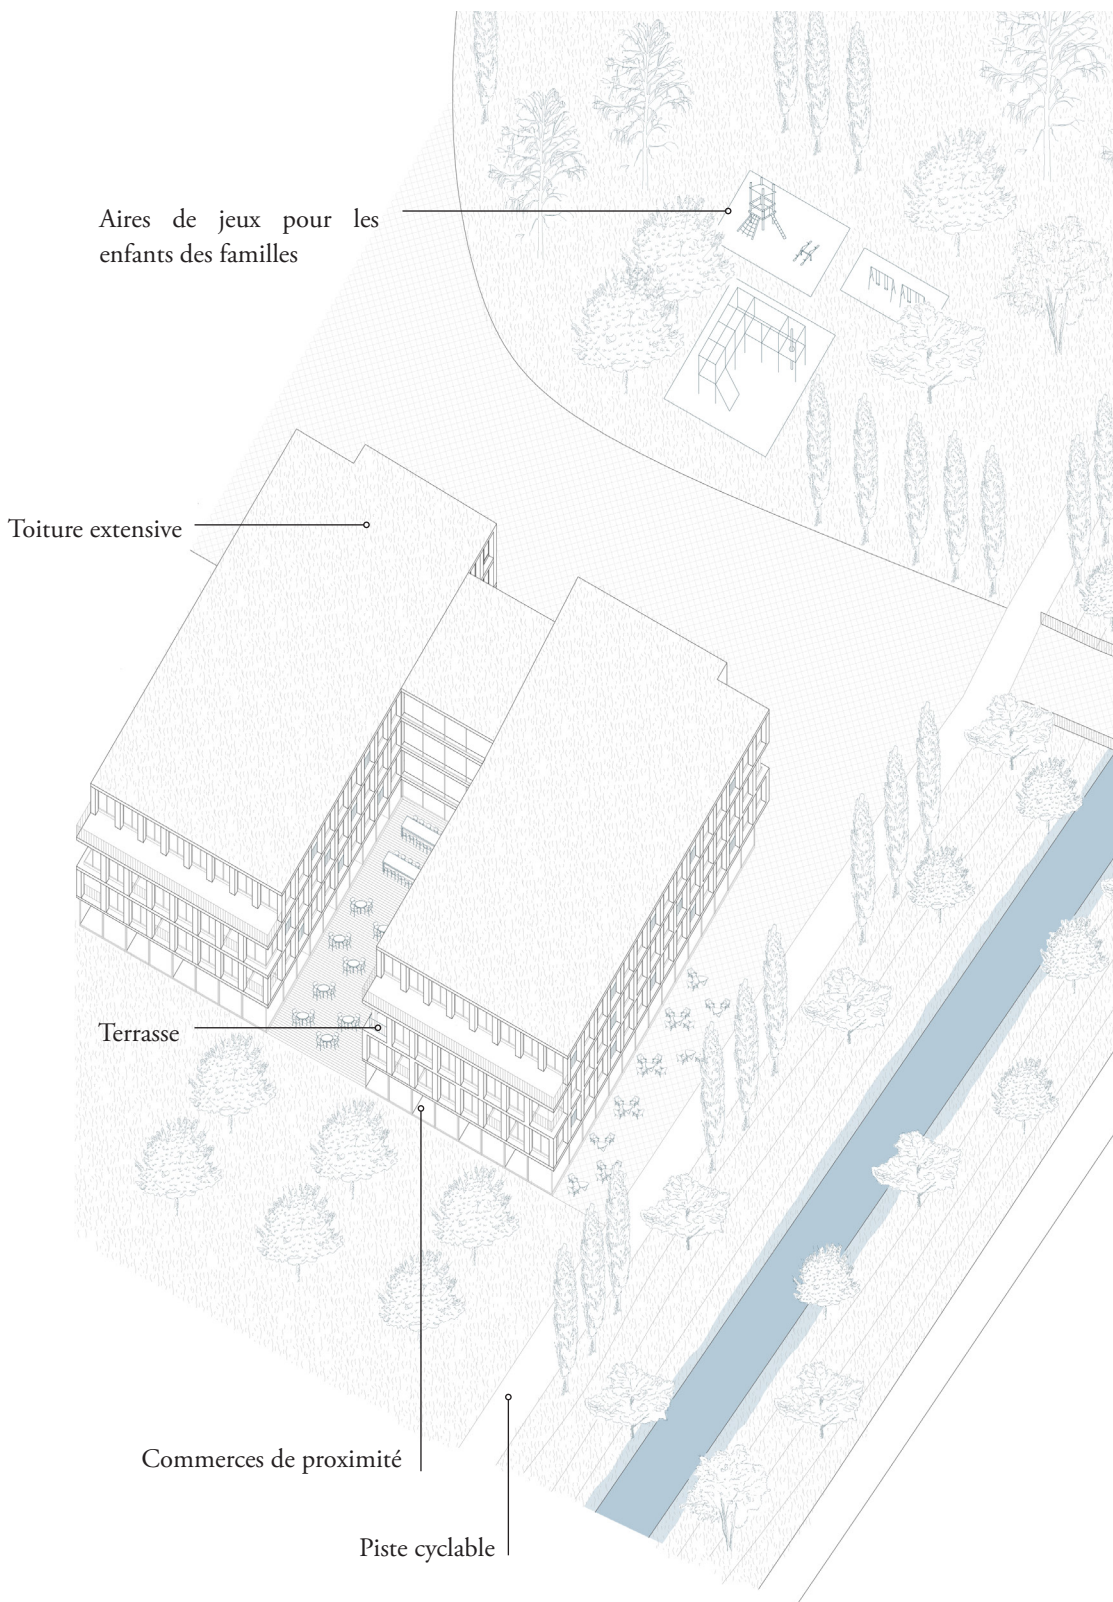 Aires de jeux pour les
enfants des familles
Toiture extensive
Terrasse
Commerces de proximité
Piste cyclable